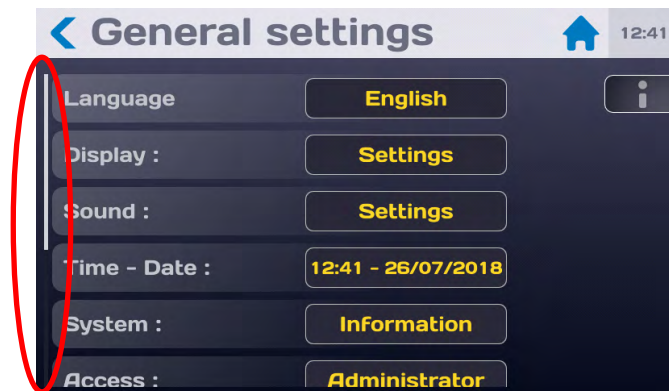 General settings 12:41
Language English
Display : Settings
Sound : Settings
Time - Date : 12:41 - 26/07/2018
System : Information
Access : Administrator